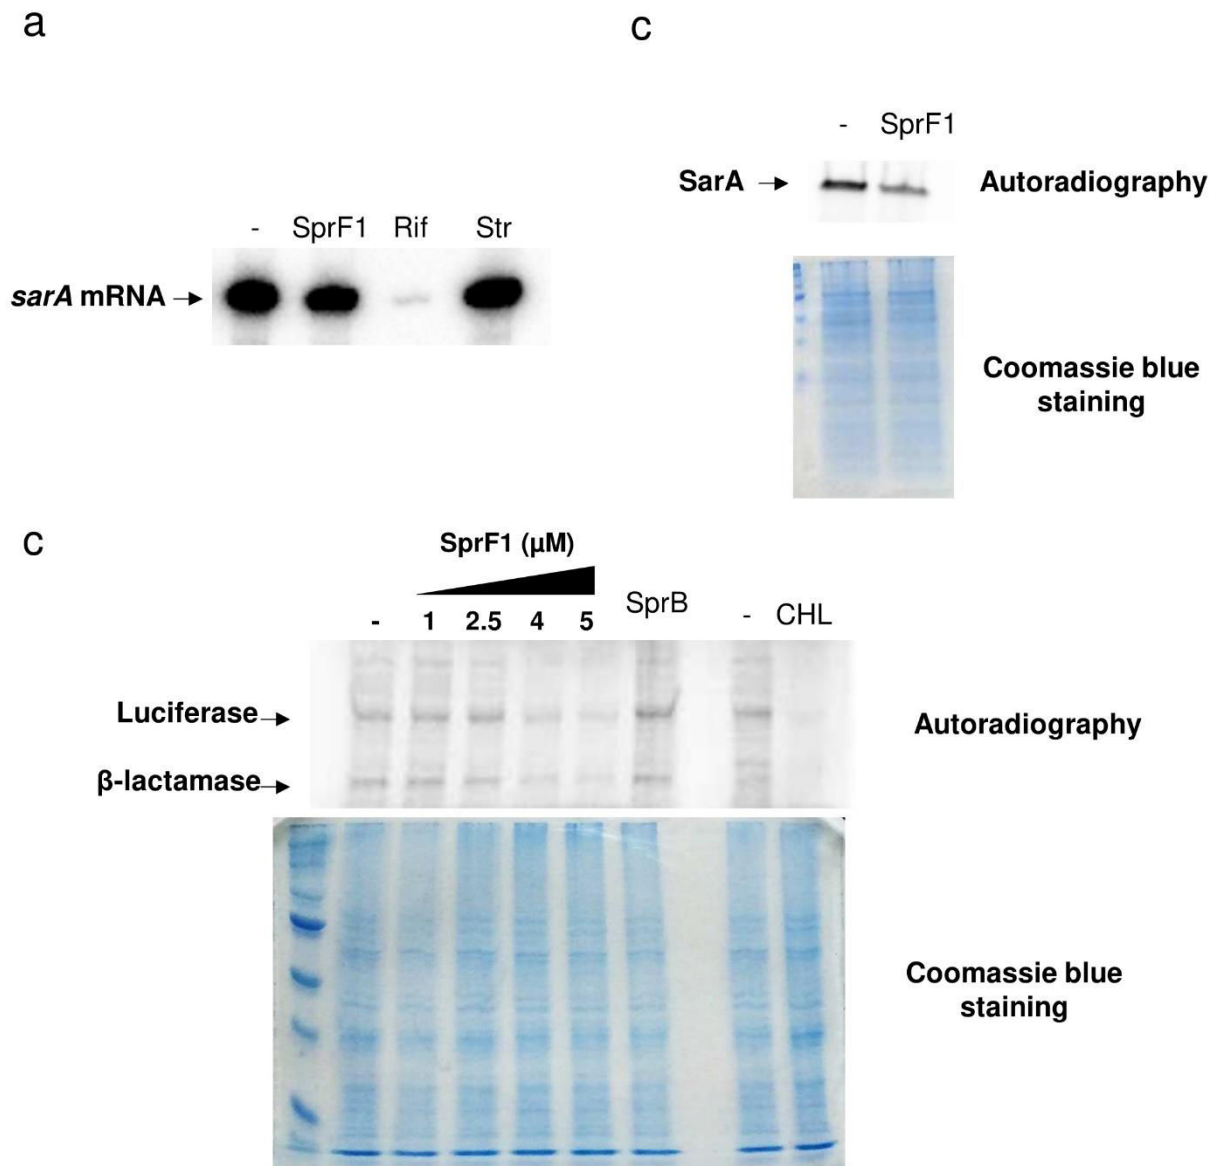 a
- SprF1 Rif Str
sarA mRNA
c
- SprF1
SarA
Autoradiography
Coomassie blue
staining
c
SprF1 (µM)
- 1 2.5 4 5 SprB - CHL
Luciferase
β-lactamase
Autoradiography
Coomassie blue
staining